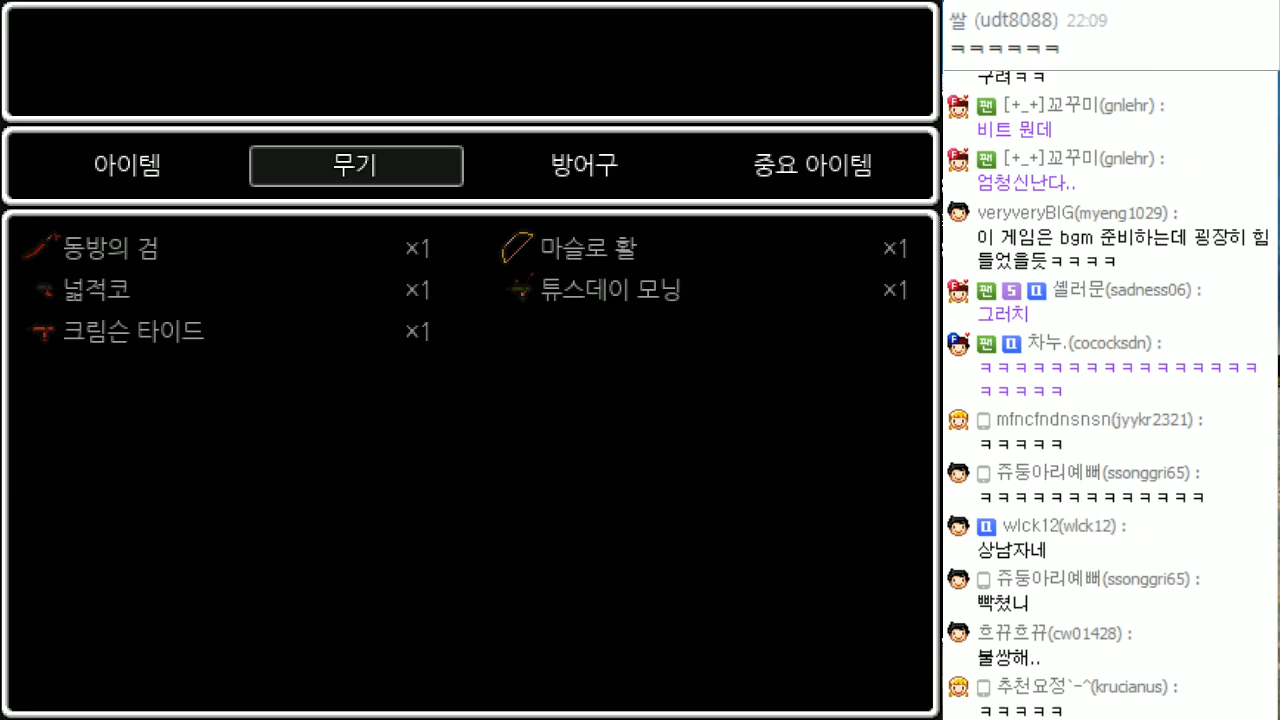 아이템 무기 방어구 중요 아이템
동방의 검 ×1 마슬로 활 ×1
넓적코 ×1 튜스데이 모닝 ×1
크림슨 타이드 ×1
쌀 (udt8088) 22:09
ㅋㅋㅋㅋㅋㅋ
구려ㅋㅋ
팬 [+_+]꼬꾸미(gnlehr) :
비트 뭔데
팬 [+_+]꼬꾸미(gnlehr) :
엄청신난다..
veryveryBIG(myeng1029) :
이 게임은 bgm 준비하는데 굉장히 힘
들었을듯ㅋㅋㅋㅋ
팬 S 셸러문(sadness06) :
그러치
팬 차누.(cococksdn) :
ㅋㅋㅋㅋㅋㅋㅋㅋㅋㅋㅋㅋㅋㅋㅋㅋ
ㅋㅋㅋㅋㅋ
mfncfndnsnsn(jyykr2321) :
ㅋㅋㅋㅋㅋ
쥬둥아리예뻐(ssonggri65) :
ㅋㅋㅋㅋㅋㅋㅋㅋㅋㅋㅋㅋㅋ
wlck12(wlck12) :
상남자네
쥬둥아리예뻐(ssonggri65) :
빡쳤니
흐뀨흐뀨(cw01428) :
불쌍해..
추천요정`-^(krucianus) :
ㅋㅋㅋㅋㅋ